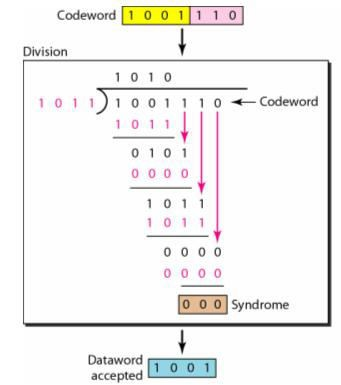 Codeword 1 0 0 1 1 1 0
Division
1 0 1 0
1 0 1 1 ) 1 0 0 1 1 1 0 Codeword
1 0 1 1
0 1 0 1
0 0 0 0
1 0 1 1
1 0 1 1
0 0 0 0
0 0 0 0
0 0 0 Syndrome
Dataword
accepted 1 0 0 1